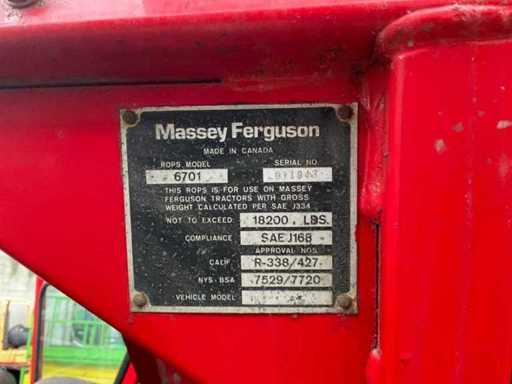 Massey Ferguson
MADE IN CANADA
ROPS MODEL SERIAL NO.
6701
THIS ROPS IS FOR USE ON MASSEY
FERGUSON TRACTORS WITH GROSS
WEIGHT CALCULATED PER SAE J334
NOT TO EXCEED 18200 . LBS.
COMPLIANCE SAE J168
APPROVAL NOS.
CALIF. R-338/427
NYS-BSA 7529/7720
VEHICLE MODEL